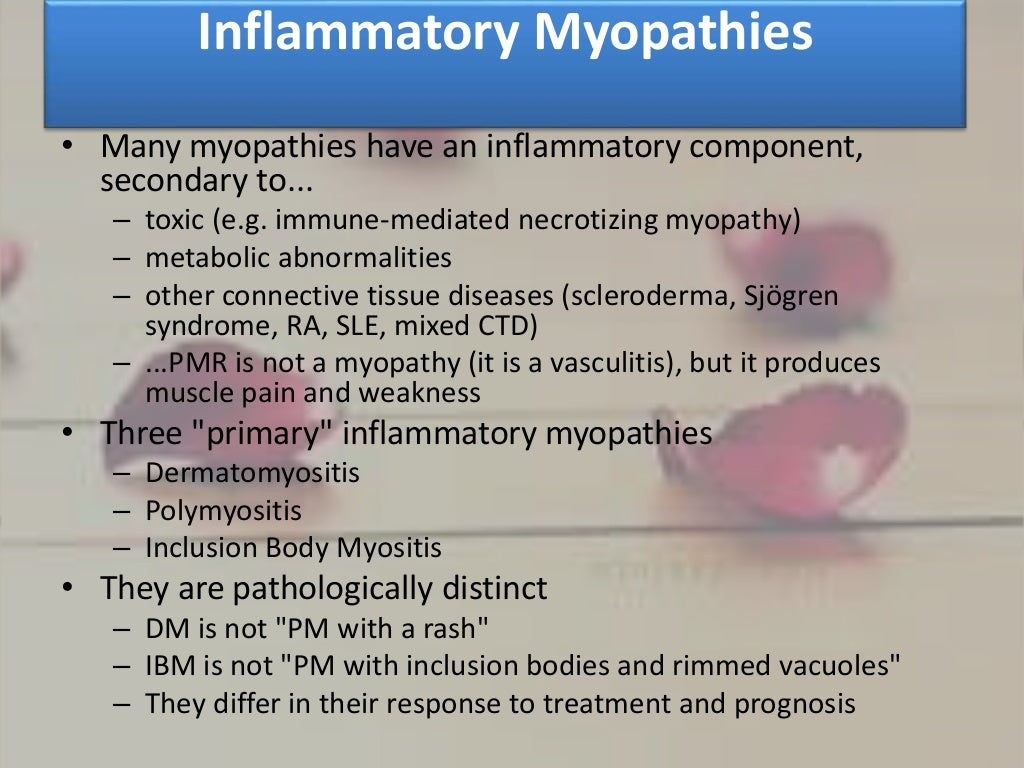 Inflammatory Myopathies
• Many myopathies have an inflammatory component,
secondary to...
– toxic (e.g. immune-mediated necrotizing myopathy)
– metabolic abnormalities
– other connective tissue diseases (scleroderma, Sjögren
syndrome, RA, SLE, mixed CTD)
– ...PMR is not a myopathy (it is a vasculitis), but it produces
muscle pain and weakness
• Three "primary" inflammatory myopathies
– Dermatomyositis
– Polymyositis
– Inclusion Body Myositis
• They are pathologically distinct
– DM is not "PM with a rash"
– IBM is not "PM with inclusion bodies and rimmed vacuoles"
– They differ in their response to treatment and prognosis